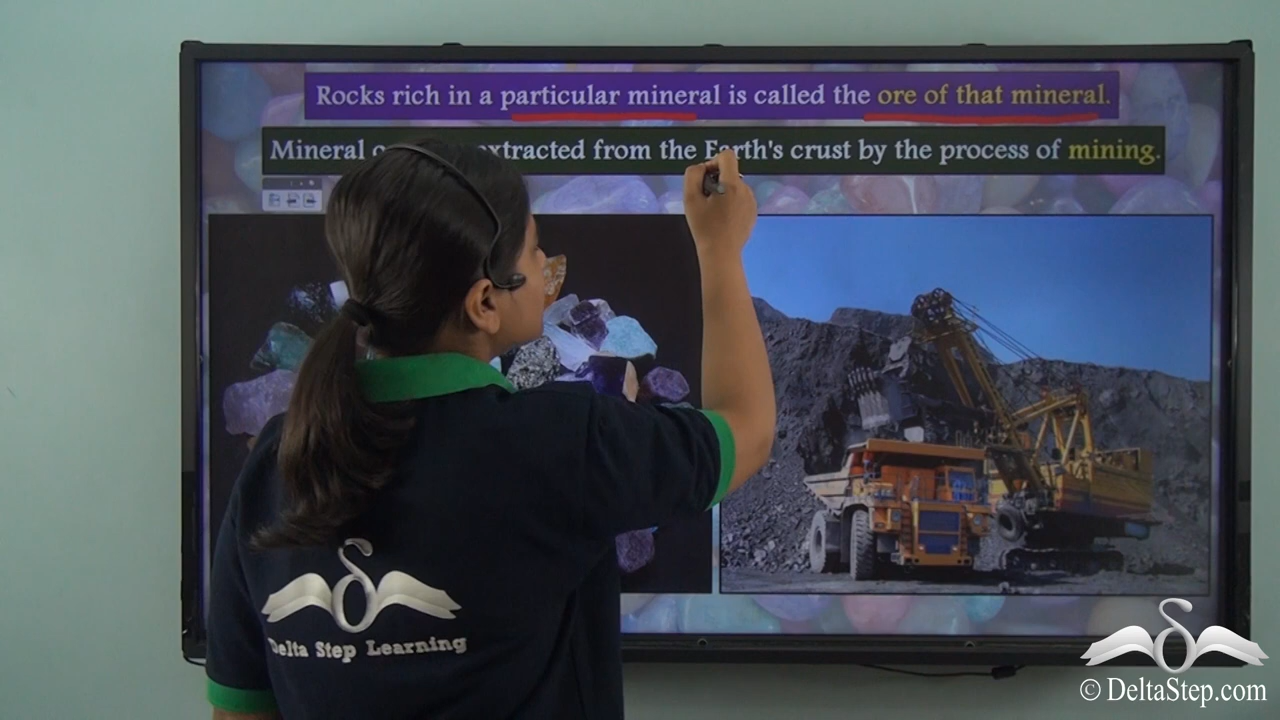 Rocks rich in a particular mineral is called the ore of that mineral.
Mineral extracted from the Earth's crust by the process of mining.
Delta Step Learning
© DeltaStep.com